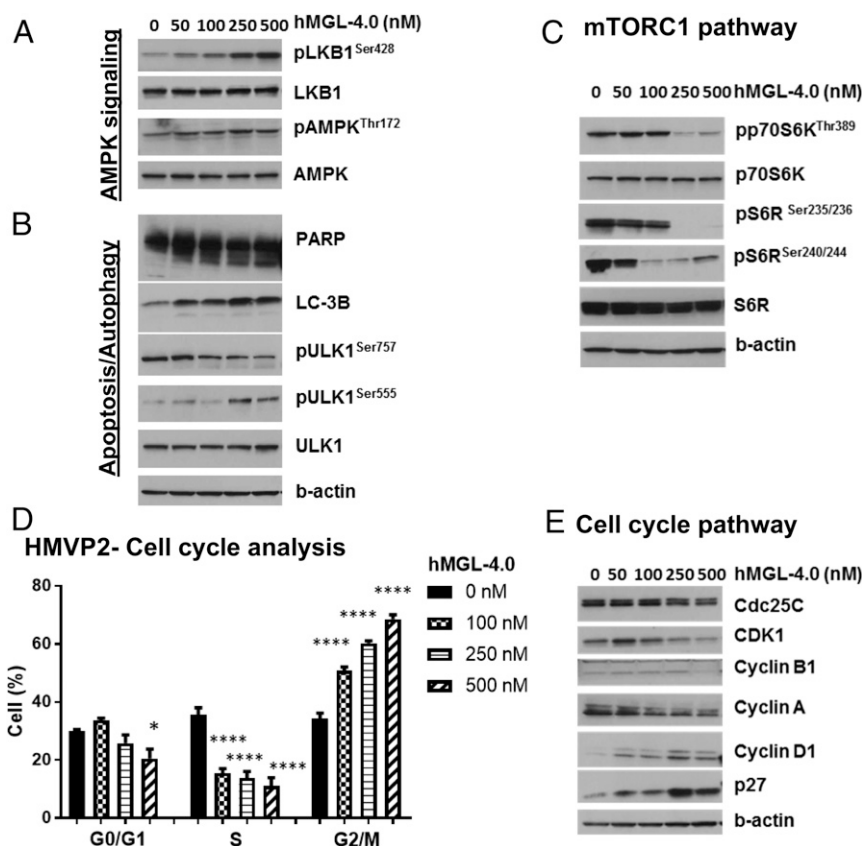 A
0 50 100 250 500 hMGL-4.0 (nM)
AMPK signaling
pLKB1Ser428
LKB1
pAMPKThr172
AMPK
B
Apoptosis/Autophagy
PARP
LC-3B
pULK1Ser757
pULK1Ser555
ULK1
b-actin
C mTORC1 pathway
0 50 100 250 500 hMGL-4.0 (nM)
pp70S6KThr389
p70S6K
pS6R Ser235/236
pS6RSer240/244
S6R
b-actin
D
HMVP2- Cell cycle analysis
hMGL-4.0
0 nM
100 nM
250 nM
500 nM
Cell (%)
80
60
40
20
0
*
****
****
****
****
****
****
G0/G1 S G2/M
E Cell cycle pathway
0 50 100 250 500 hMGL-4.0 (nM)
Cdc25C
CDK1
Cyclin B1
Cyclin A
Cyclin D1
p27
b-actin